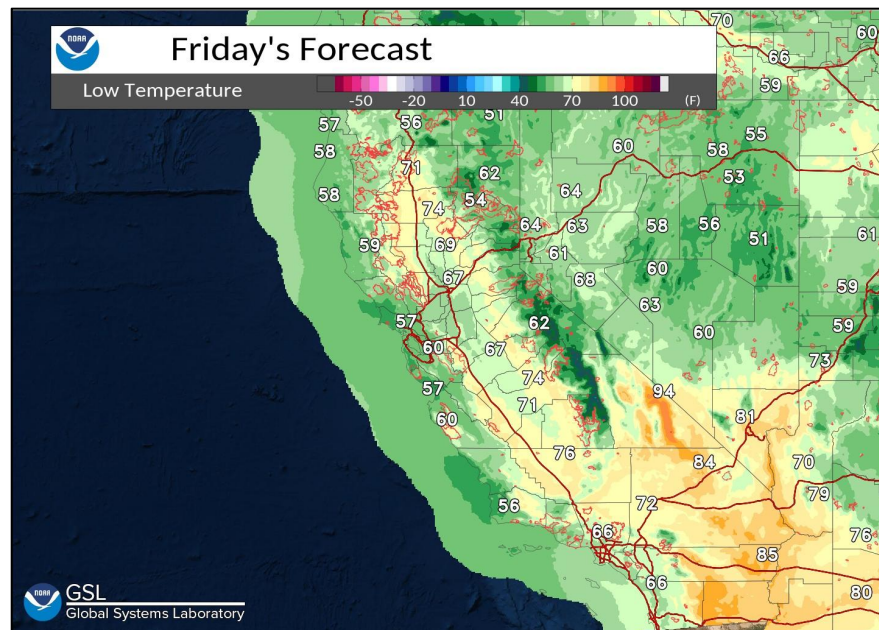 NOAA
Friday's Forecast
Low Temperature
-50 -20 10 40 70 100 (F)
70
60
66
59
57 56 51
58 71 62 60 58 55
53
58 74 54 64
64 63 58 56 51 61
59 69 61
67 68 60 59
63
57 62 60 59
60 67 73
57 74 94
71
60 81
76 84 70
79
56 72
66 76
85
66 80
NOAA
GSL
Global Systems Laboratory